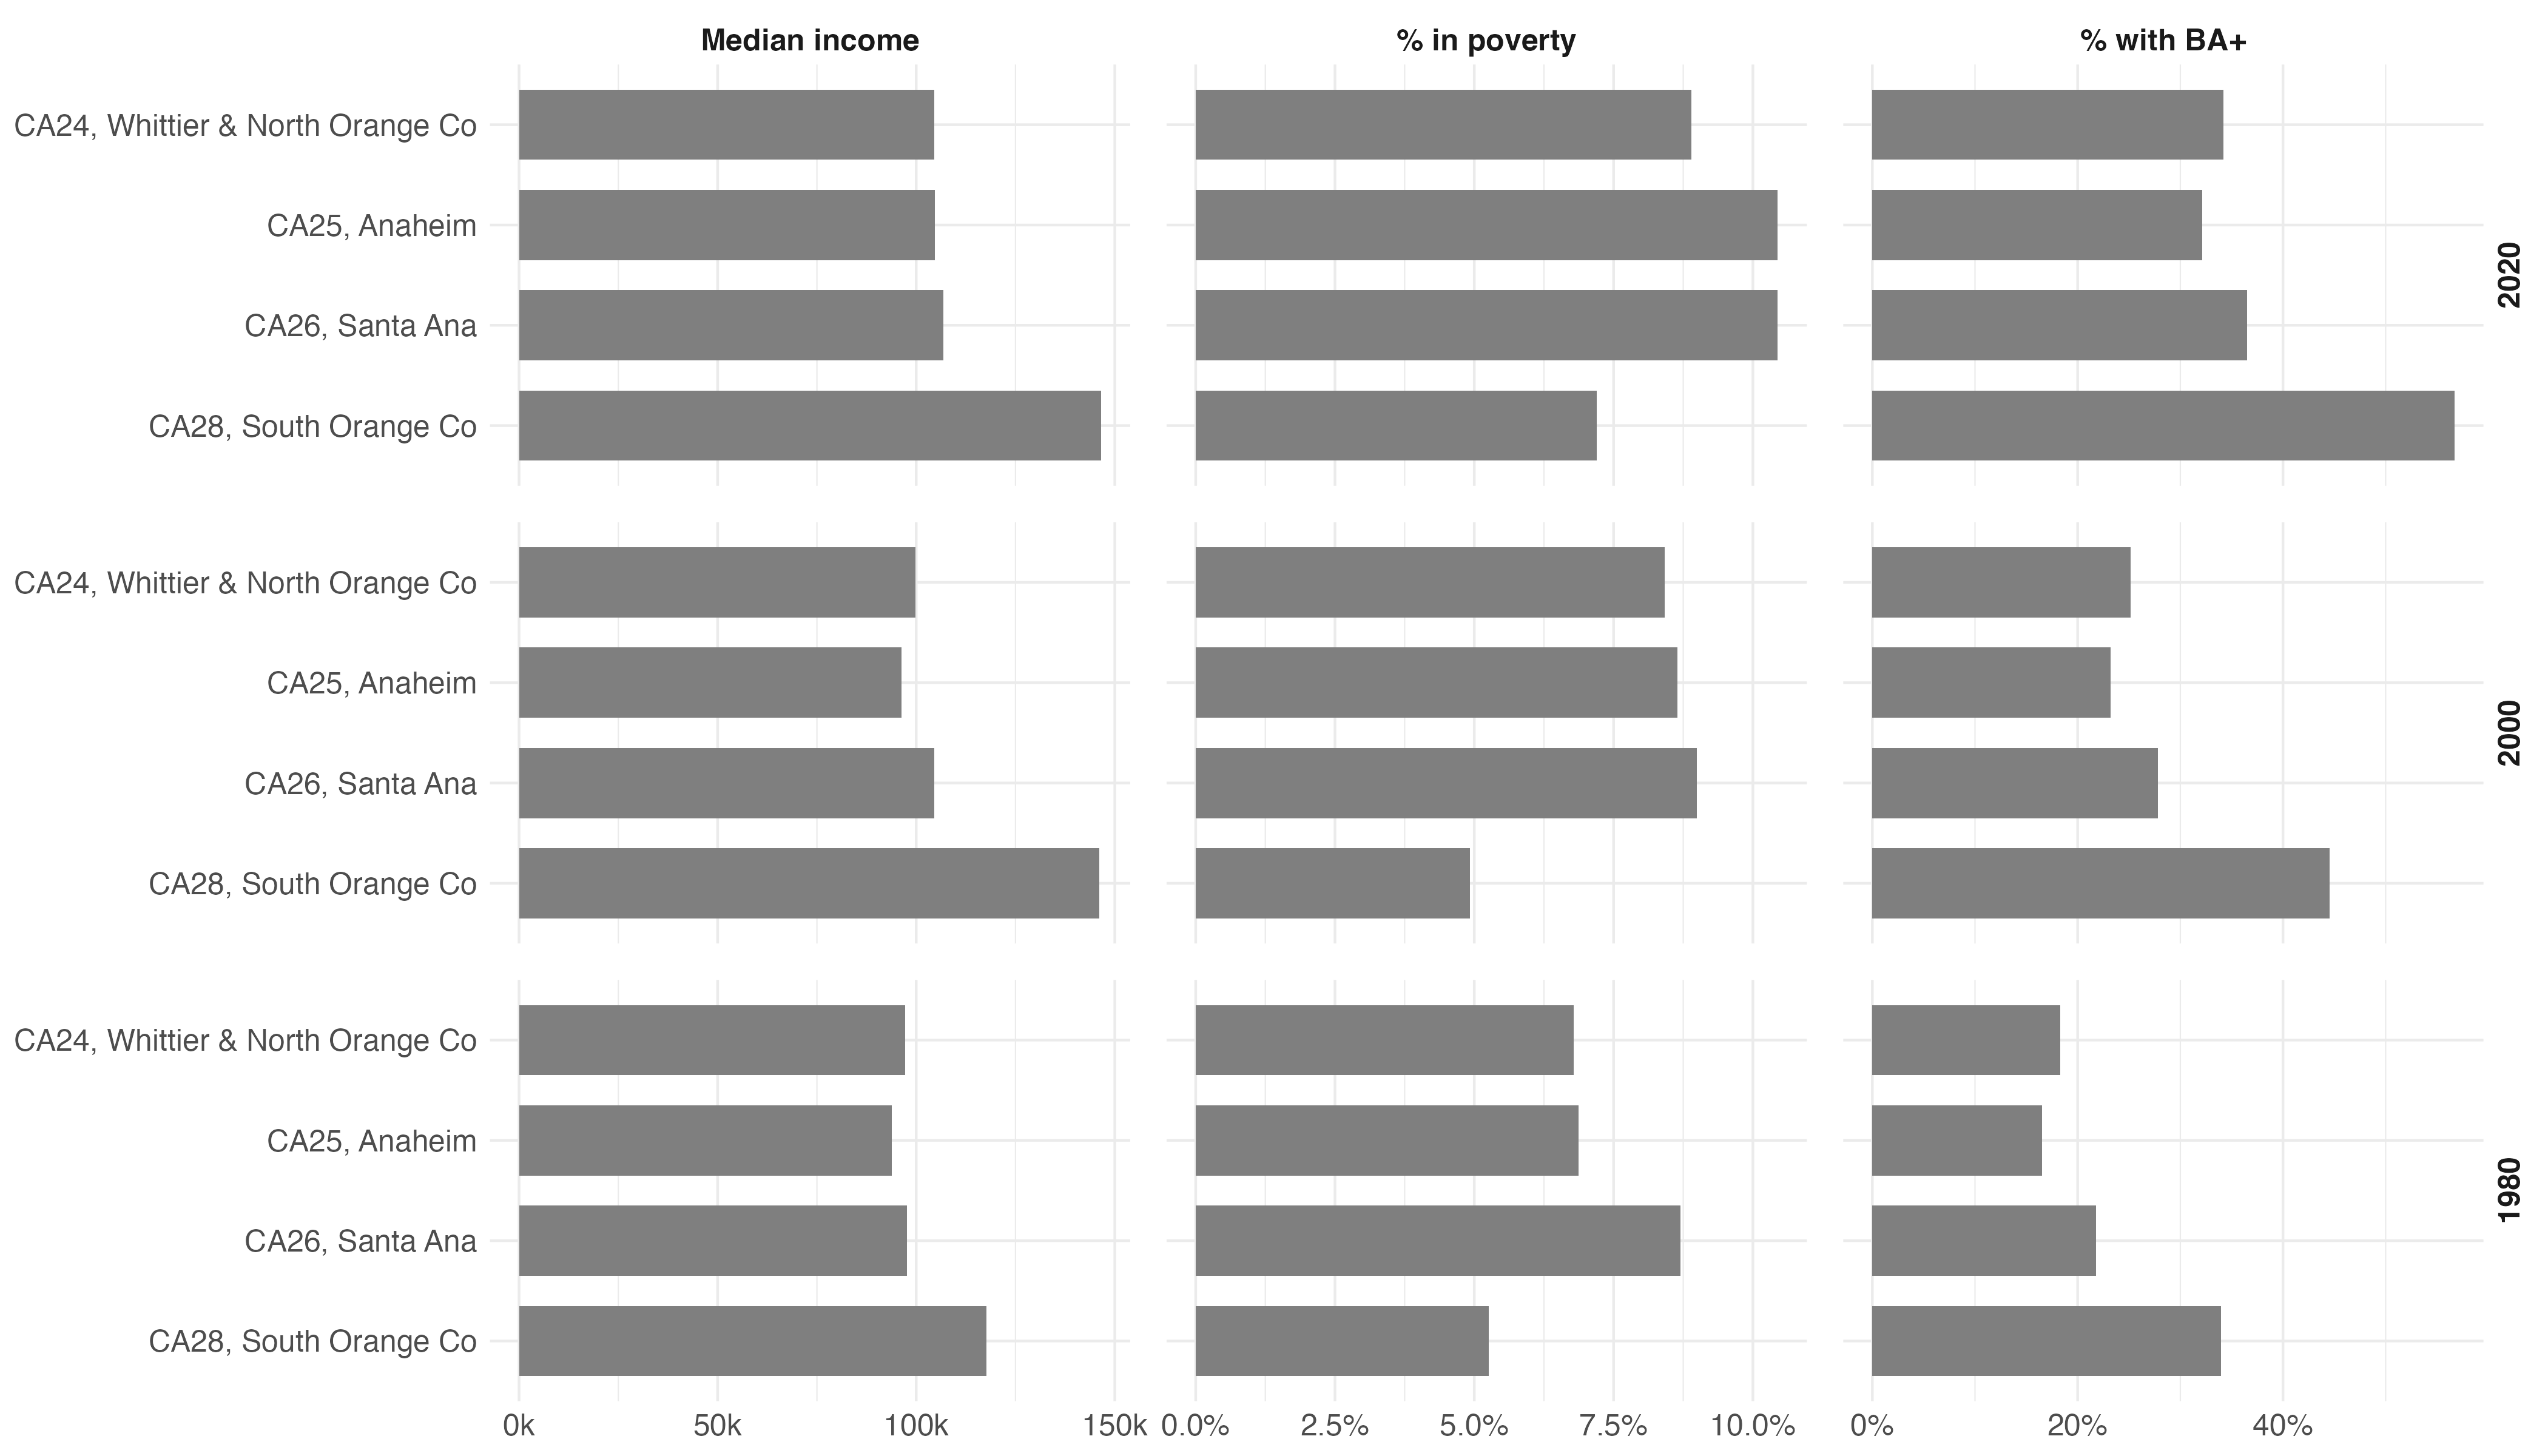 Median income
% in poverty
% with BA+
CA24, Whittier & North Orange Co
CA25, Anaheim
CA26, Santa Ana
CA28, South Orange Co
2020
CA24, Whittier & North Orange Co
CA25, Anaheim
CA26, Santa Ana
CA28, South Orange Co
2000
CA24, Whittier & North Orange Co
CA25, Anaheim
CA26, Santa Ana
CA28, South Orange Co
1980
0k 50k 100k 150k
0.0% 2.5% 5.0% 7.5% 10.0%
0% 20% 40%